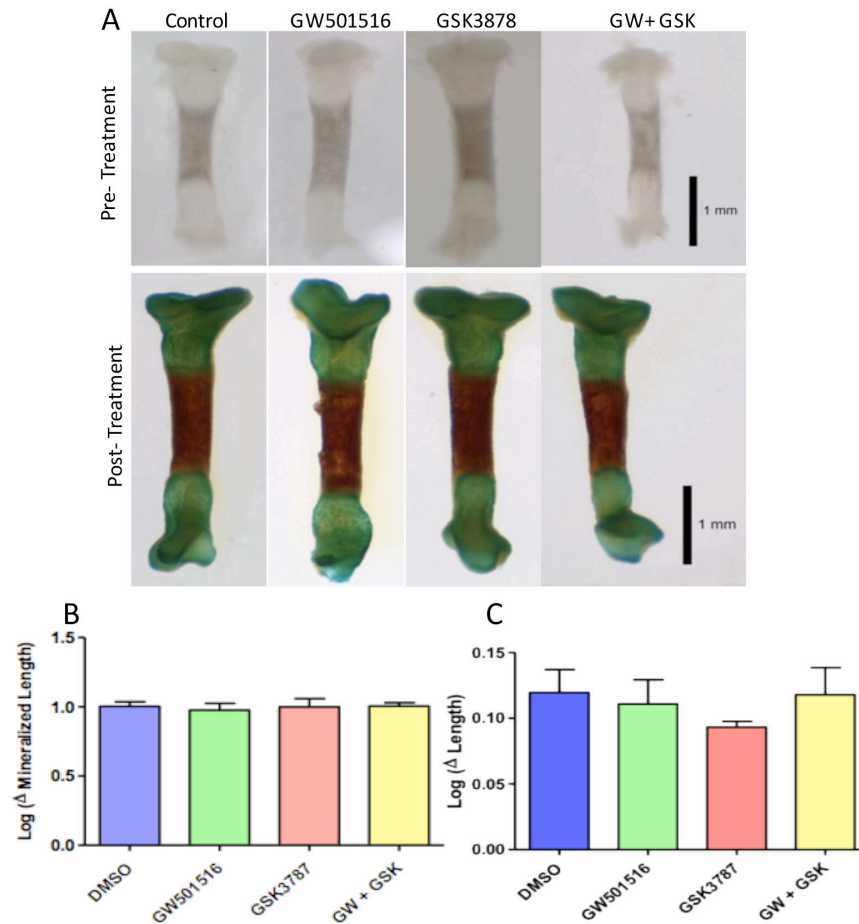 A
Control GW501516 GSK3878 GW+ GSK
Pre- Treatment
1 mm
Post- Treatment
1 mm
B
Log (Δ Mineralized Length)
1.5
1.0
0.5
0.0
DMSO GW501516 GSK3787 GW + GSK
C
Log (Δ Length)
0.15
0.10
0.05
0.00
DMSO GW501516 GSK3787 GW + GSK